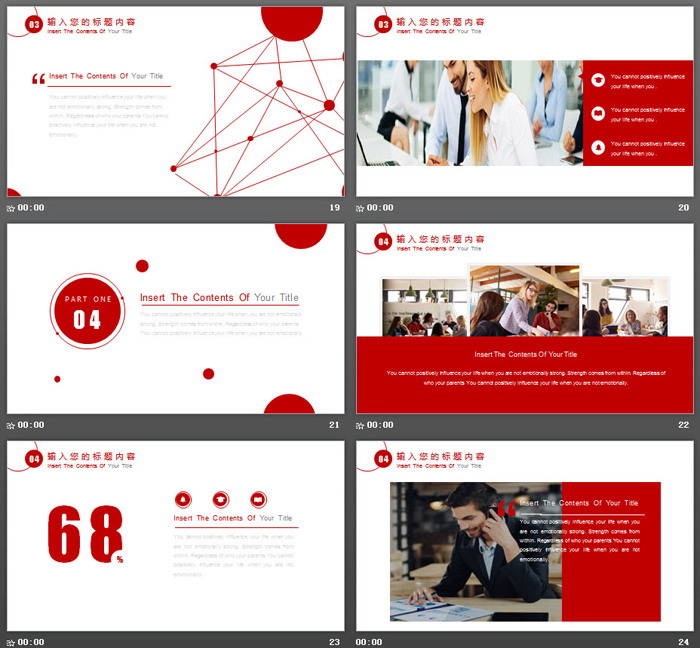 03
输入您的标题内容
Insert The Contents Of Your Title
Insert The Contents Of Your Title
You cannot positively influence your life when you
are not emotionally strong. Strength comes from
within. Regardless of who your parents You cannot
positively influence your life when you are not
emotionally.
00:00
19
03
输入您的标题内容
Insert The Contents Of Your Title
You cannot positively influence
your life when you .
You cannot positively influence
your life when you .
You cannot positively influence
your life when you .
00:00
20
PART ONE
04
Insert The Contents Of Your Title
You cannot positively influence your life when you are not emotionally
strong. Strength comes from within. Regardless of who your parents
You cannot positively influence your life when you are not emotionally.
00:00
21
04
输入您的标题内容
Insert The Contents Of Your Title
Insert The Contents Of Your Title
You cannot positively influence your life when you are not emotionally strong. Strength comes from within. Regardless of
who your parents You cannot positively influence your life when you are not emotionally.
00:00
22
04
输入您的标题内容
Insert The Contents Of Your Title
68
%
Insert The Contents Of Your Title
You cannot positively influence your life when you
are not emotionally strong. Strength comes from
within. Regardless of who your parents You cannot
positively influence your life when you are not
emotionally.
00:00
23
04
输入您的标题内容
Insert The Contents Of Your Title
Insert The Contents Of Your Title
You cannot positively influence your life when you
are not emotionally strong. Strength comes from
within. Regardless of who your parents You cannot
positively influence your life when you are not
emotionally.
00:00
24